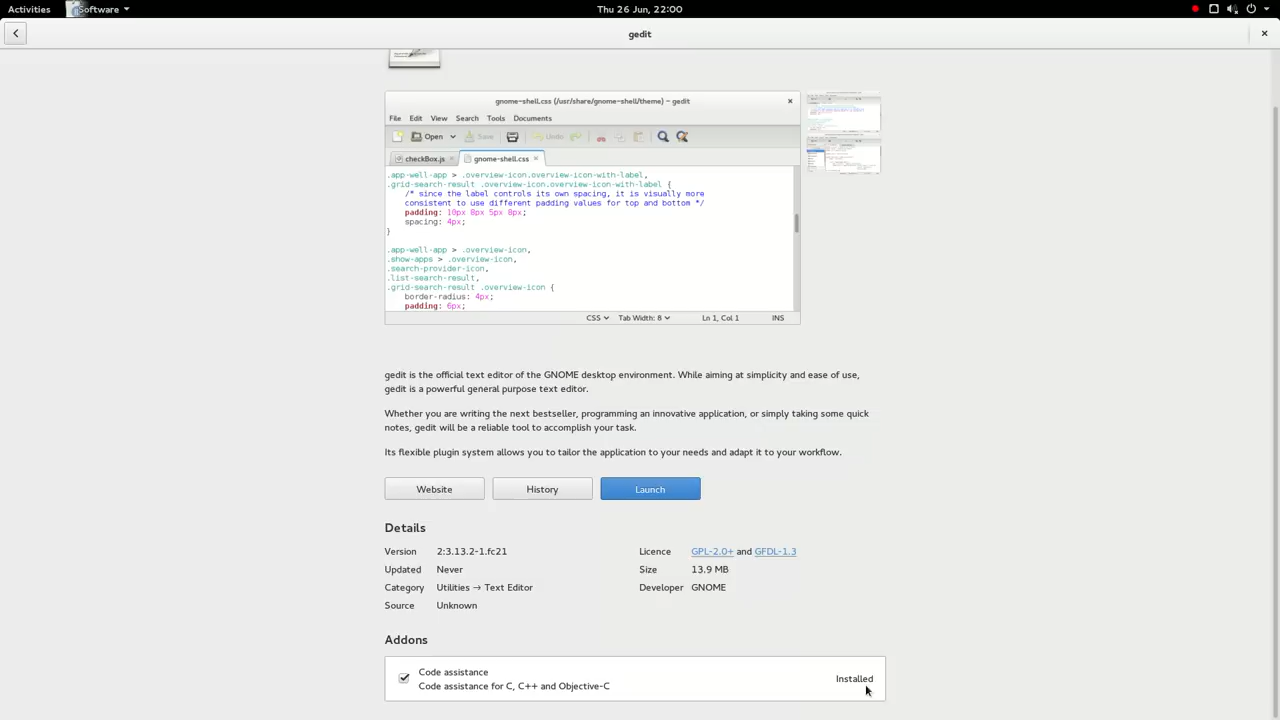 Activities Software Thu 26 Jun, 22:00
gedit
gnome-shell.css (/usr/share/gnome-shell/theme) – gedit
File Edit View Search Tools Documents
Open Save Undo
checkBox.js gnome-shell.css
.app-well-app > .overview-icon.overview-icon-with-label,
.grid-search-result .overview-icon.overview-icon-with-label {
/* since the label controls its own spacing, it is visually more
consistent to use different padding values for top and bottom */
padding: 10px 8px 5px 8px;
spacing: 4px;
}
.app-well-app > .overview-icon,
.show-apps > .overview-icon,
.search-provider-icon,
.list-search-result,
.grid-search-result .overview-icon {
border-radius: 4px;
padding: 6px;
CSS Tab Width: 8 Ln 1, Col 1 INS
gedit is the official text editor of the GNOME desktop environment. While aiming at simplicity and ease of use,
gedit is a powerful general purpose text editor.
Whether you are writing the next bestseller, programming an innovative application, or simply taking some quick
notes, gedit will be a reliable tool to accomplish your task.
Its flexible plugin system allows you to tailor the application to your needs and adapt it to your workflow.
Website History Launch
Details
Version 2:3.13.2-1.fc21 Licence GPL-2.0+ and GFDL-1.3
Updated Never Size 13.9 MB
Category Utilities → Text Editor Developer GNOME
Source Unknown
Addons
Code assistance
Code assistance for C, C++ and Objective-C
Installed